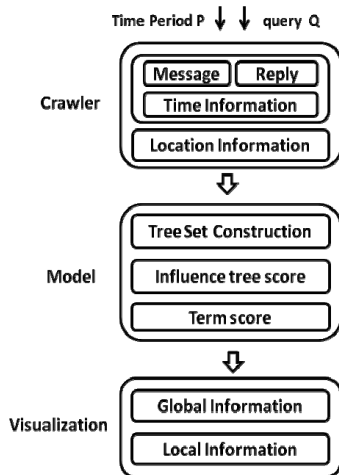 Time Period P query Q
Message Reply
Crawler
Time Information
Location Information
Tree Set Construction
Model
Influence tree score
Term score
Global Information
Visualization
Local Information